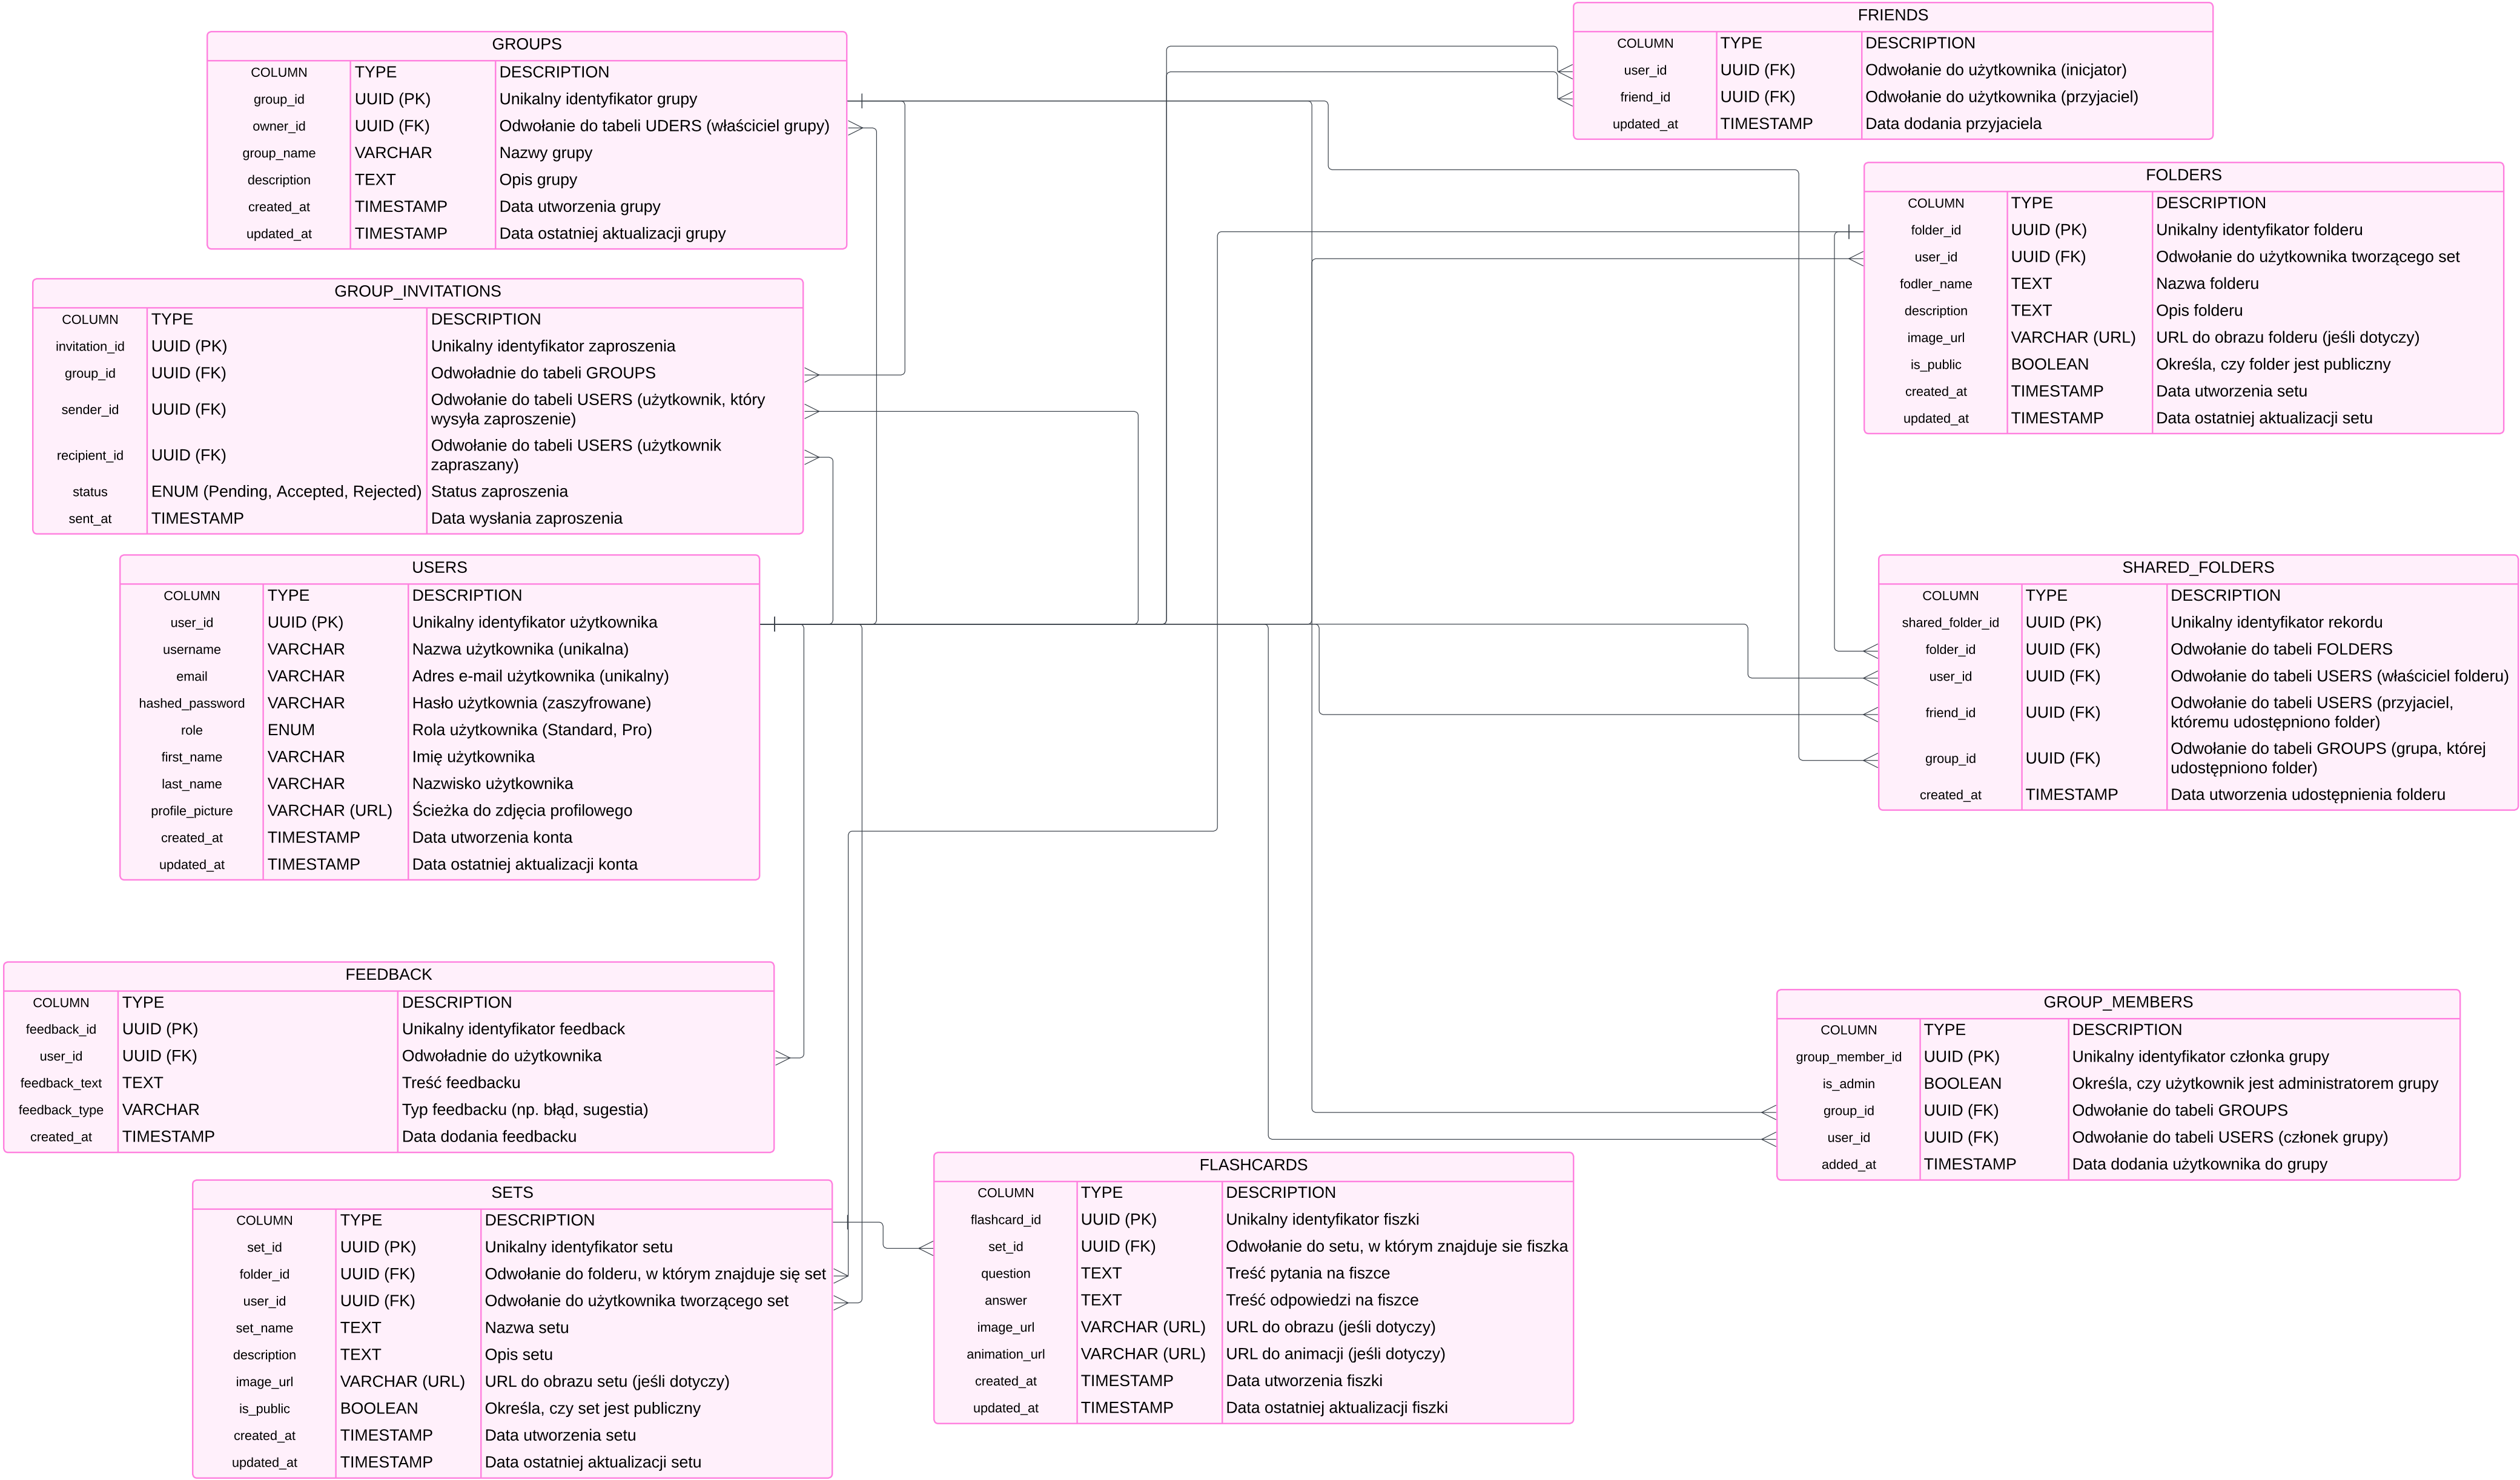 GROUPS
COLUMN TYPE DESCRIPTION
group_id UUID (PK) Unikalny identyfikator grupy
owner_id UUID (FK) Odwołanie do tabeli UDERS (właściciel grupy)
group_name VARCHAR Nazwy grupy
description TEXT Opis grupy
created_at TIMESTAMP Data utworzenia grupy
updated_at TIMESTAMP Data ostatniej aktualizacji grupy
FRIENDS
COLUMN TYPE DESCRIPTION
user_id UUID (FK) Odwołanie do użytkownika (inicjator)
friend_id UUID (FK) Odwołanie do użytkownika (przyjaciel)
updated_at TIMESTAMP Data dodania przyjaciela
FOLDERS
COLUMN TYPE DESCRIPTION
folder_id UUID (PK) Unikalny identyfikator folderu
user_id UUID (FK) Odwołanie do użytkownika tworzącego set
fodler_name TEXT Nazwa folderu
description TEXT Opis folderu
image_url VARCHAR (URL) URL do obrazu folderu (jeśli dotyczy)
is_public BOOLEAN Określa, czy folder jest publiczny
created_at TIMESTAMP Data utworzenia setu
updated_at TIMESTAMP Data ostatniej aktualizacji setu
GROUP_INVITATIONS
COLUMN TYPE DESCRIPTION
invitation_id UUID (PK) Unikalny identyfikator zaproszenia
group_id UUID (FK) Odwoładnie do tabeli GROUPS
sender_id UUID (FK) Odwołanie do tabeli USERS (użytkownik, który
wysyła zaproszenie)
recipient_id UUID (FK) Odwołanie do tabeli USERS (użytkownik
zapraszany)
status ENUM (Pending, Accepted, Rejected) Status zaproszenia
sent_at TIMESTAMP Data wysłania zaproszenia
USERS
COLUMN TYPE DESCRIPTION
user_id UUID (PK) Unikalny identyfikator użytkownika
username VARCHAR Nazwa użytkownika (unikalna)
email VARCHAR Adres e-mail użytkownika (unikalny)
hashed_password VARCHAR Hasło użytkownia (zaszyfrowane)
role ENUM Rola użytkownika (Standard, Pro)
first_name VARCHAR Imię użytkownika
last_name VARCHAR Nazwisko użytkownika
profile_picture VARCHAR (URL) Ścieżka do zdjęcia profilowego
created_at TIMESTAMP Data utworzenia konta
updated_at TIMESTAMP Data ostatniej aktualizacji konta
SHARED_FOLDERS
COLUMN TYPE DESCRIPTION
shared_folder_id UUID (PK) Unikalny identyfikator rekordu
folder_id UUID (FK) Odwołanie do tabeli FOLDERS
user_id UUID (FK) Odwołanie do tabeli USERS (właściciel folderu)
friend_id UUID (FK) Odwołanie do tabeli USERS (przyjaciel,
któremu udostępniono folder)
group_id UUID (FK) Odwołanie do tabeli GROUPS (grupa, której
udostępniono folder)
created_at TIMESTAMP Data utworzenia udostępnienia folderu
FEEDBACK
COLUMN TYPE DESCRIPTION
feedback_id UUID (PK) Unikalny identyfikator feedback
user_id UUID (FK) Odwoładnie do użytkownika
feedback_text TEXT Treść feedbacku
feedback_type VARCHAR Typ feedbacku (np. błąd, sugestia)
created_at TIMESTAMP Data dodania feedbacku
GROUP_MEMBERS
COLUMN TYPE DESCRIPTION
group_member_id UUID (PK) Unikalny identyfikator członka grupy
is_admin BOOLEAN Określa, czy użytkownik jest administratorem grupy
group_id UUID (FK) Odwołanie do tabeli GROUPS
user_id UUID (FK) Odwołanie do tabeli USERS (członek grupy)
added_at TIMESTAMP Data dodania użytkownika do grupy
SETS
COLUMN TYPE DESCRIPTION
set_id UUID (PK) Unikalny identyfikator setu
folder_id UUID (FK) Odwołanie do folderu, w którym znajduje się set
user_id UUID (FK) Odwołanie do użytkownika tworzącego set
set_name TEXT Nazwa setu
description TEXT Opis setu
image_url VARCHAR (URL) URL do obrazu setu (jeśli dotyczy)
is_public BOOLEAN Określa, czy set jest publiczny
created_at TIMESTAMP Data utworzenia setu
updated_at TIMESTAMP Data ostatniej aktualizacji setu
FLASHCARDS
COLUMN TYPE DESCRIPTION
flashcard_id UUID (PK) Unikalny identyfikator fiszki
set_id UUID (FK) Odwołanie do setu, w którym znajduje sie fiszka
question TEXT Treść pytania na fiszce
answer TEXT Treść odpowiedzi na fiszce
image_url VARCHAR (URL) URL do obrazu (jeśli dotyczy)
animation_url VARCHAR (URL) URL do animacji (jeśli dotyczy)
created_at TIMESTAMP Data utworzenia fiszki
updated_at TIMESTAMP Data ostatniej aktualizacji fiszki